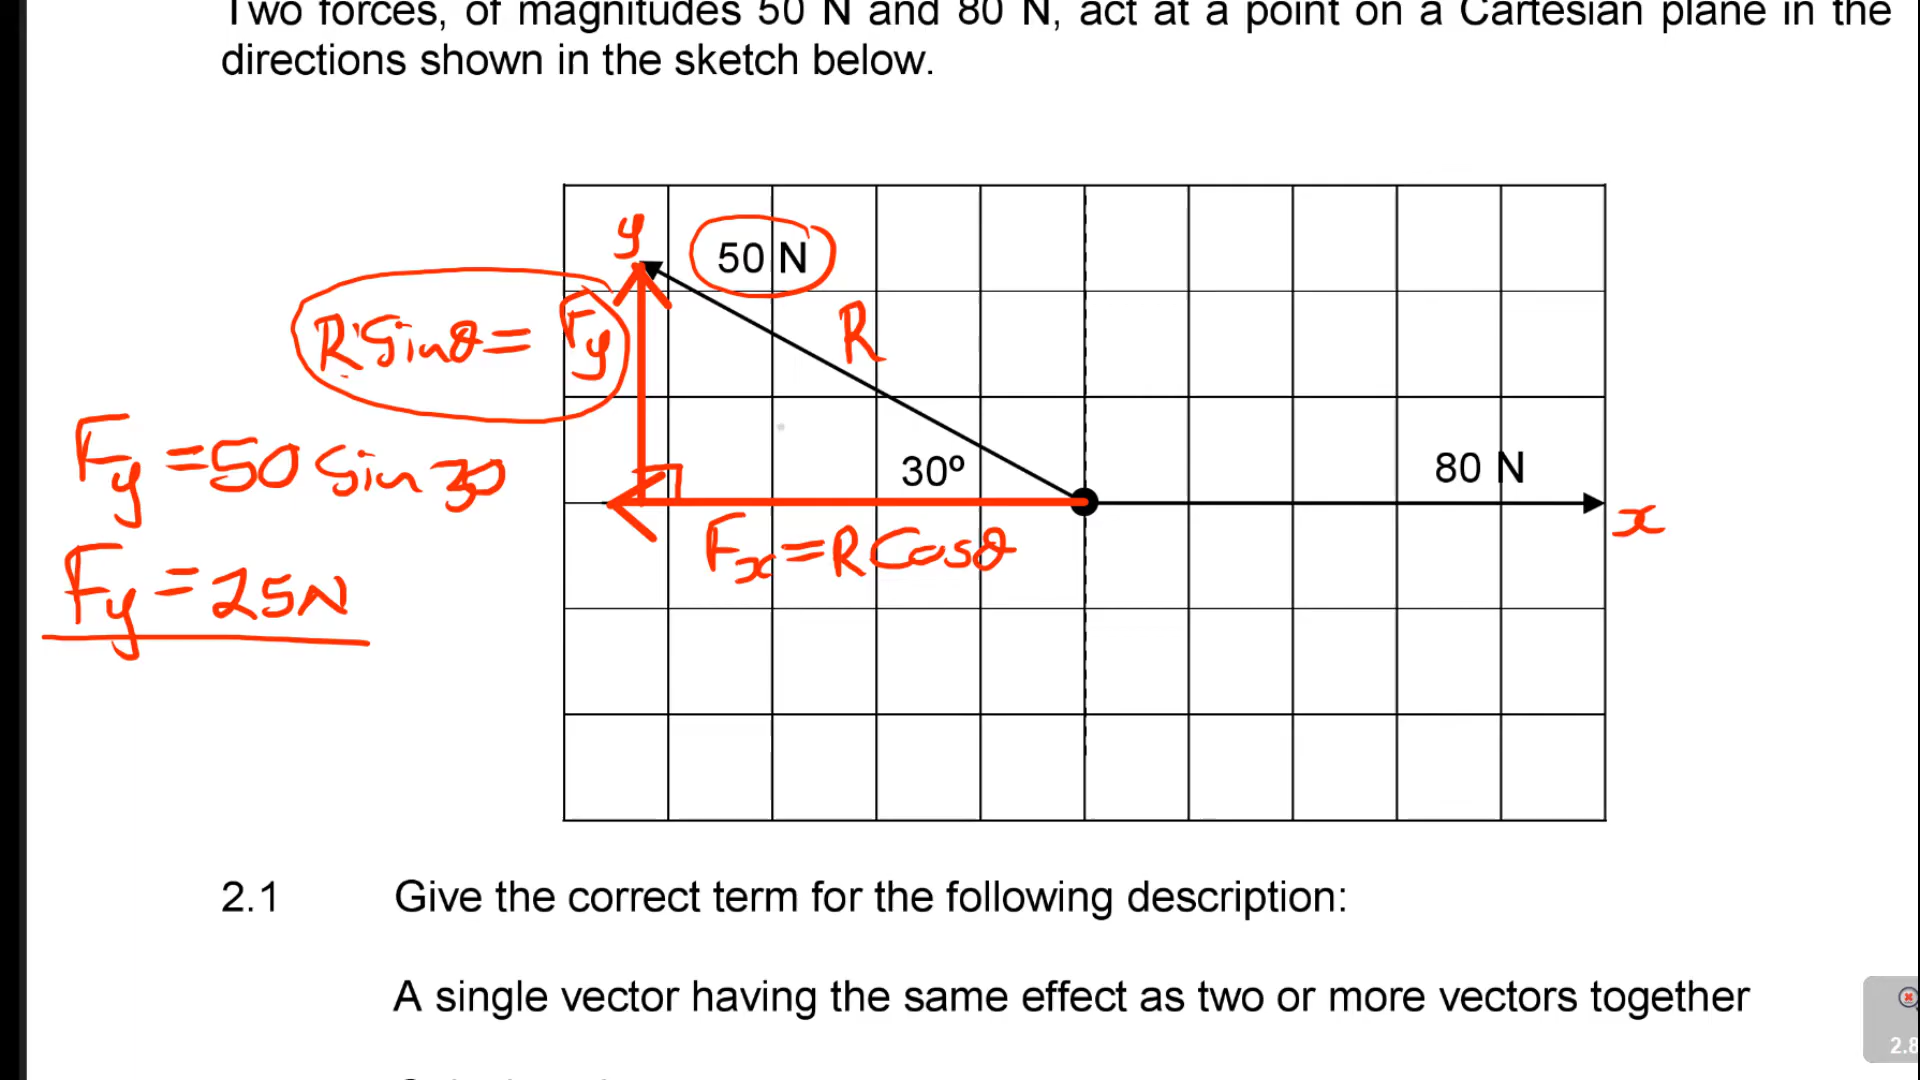 Two forces, of magnitudes 50 N and 80 N, act at a point on a Cartesian plane in the
directions shown in the sketch below.
y
50 N
R sinθ = Fy
R
Fy = 50 sin 30
30º
80 N
x
Fx = R Cosθ
Fy = 25N
2.1 Give the correct term for the following description:
A single vector having the same effect as two or more vectors together